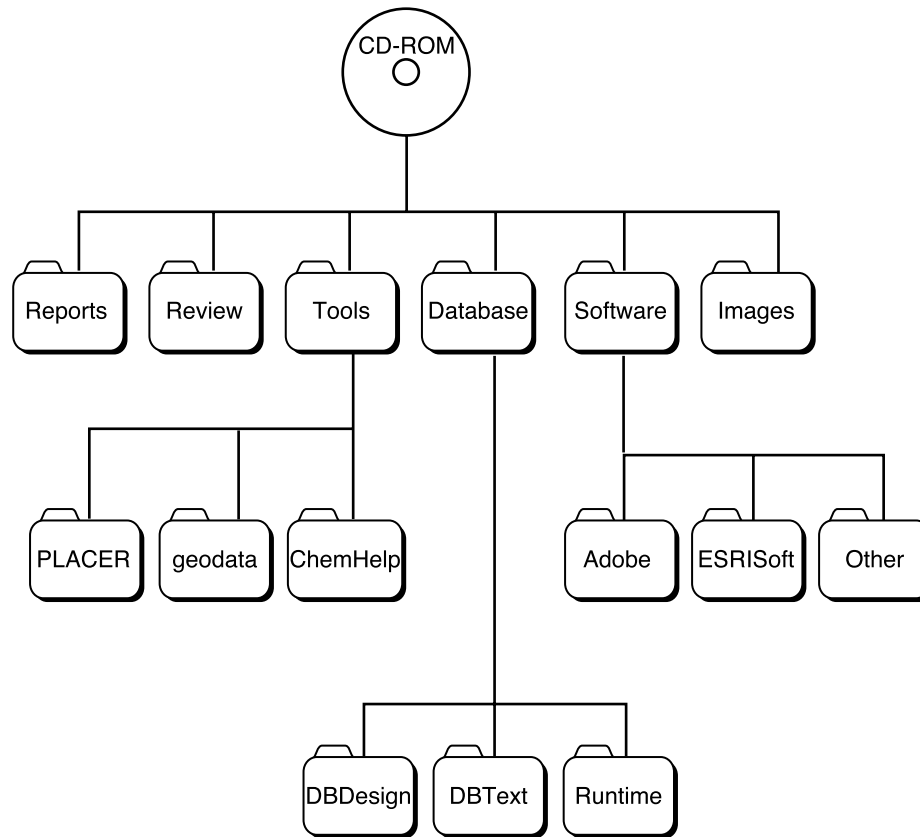 CD-ROM
Reports
Review
Tools
Database
Software
Images
PLACER
geodata
ChemHelp
Adobe
ESRISoft
Other
DBDesign
DBText
Runtime